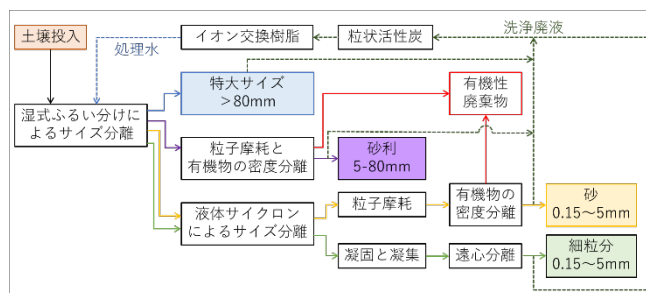 土壌投入
処理水
イオン交換樹脂
粒状活性炭
洗浄廃液
湿式ふるい分けに
よるサイズ分離
特大サイズ
>80mm
有機性
廃棄物
粒子摩耗と
有機物の密度分離
砂利
5-80mm
液体サイクロン
によるサイズ分離
粒子摩耗
有機物の
密度分離
砂
0.15～5mm
凝固と凝集
遠心分離
細粒分
0.15～5mm